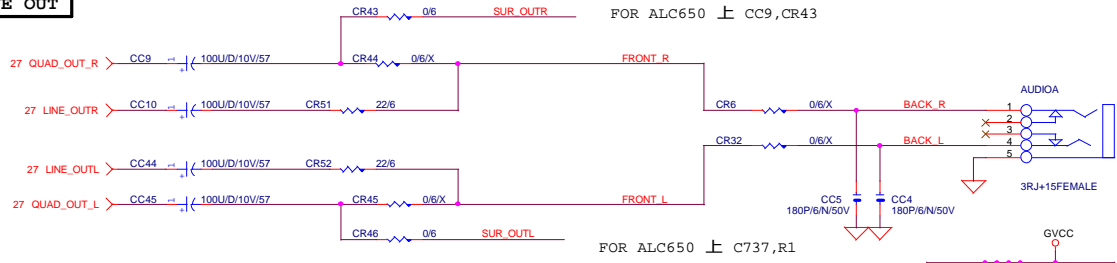 E OUT
CR43 0/6 SUR_OUTR FOR ALC650 上 CC9,CR43
27 QUAD_OUT_R CC9 1 + 100U/D/10V/57 CR44 0/6/X FRONT_R
27 LINE_OUTR CC10 1 + 100U/D/10V/57 CR51 22/6
CR6 0/6/X BACK_R 1 AUDIOA
2
3
27 LINE_OUTL CC44 1 + 100U/D/10V/57 CR52 22/6
CR32 0/6/X BACK_L 4
5
27 QUAD_OUT_L CC45 1 + 100U/D/10V/57 CR45 0/6/X FRONT_L
3RJ+15FEMALE
CC5 180P/6/N/50V
CC4 180P/6/N/50V
CR46 0/6 SUR_OUTL FOR ALC650 上 C737,R1
GVCC